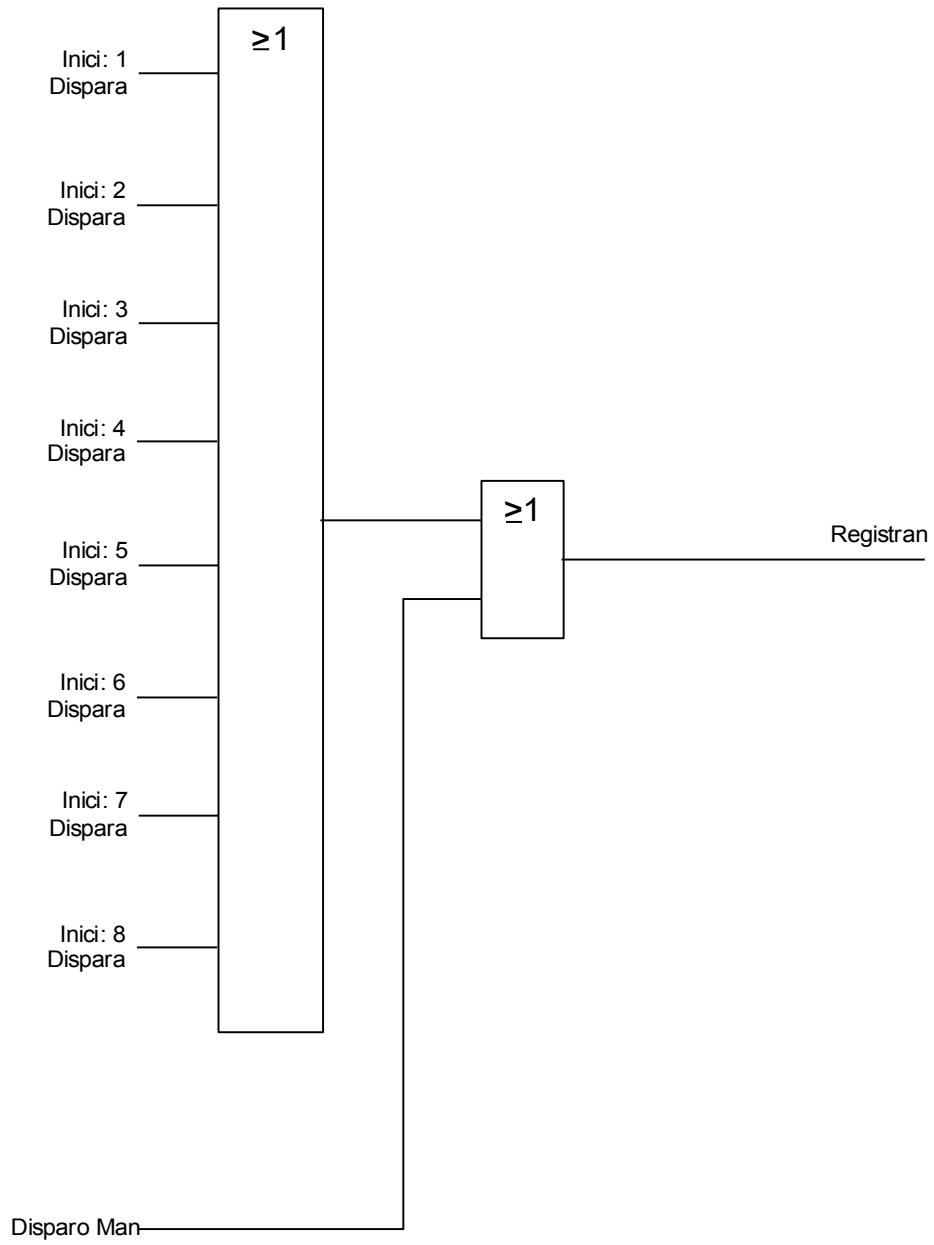 ≥1
Inici: 1
Dispara
Inici: 2
Dispara
Inici: 3
Dispara
Inici: 4
Dispara
≥1
Registran
Inici: 5
Dispara
Inici: 6
Dispara
Inici: 7
Dispara
Inici: 8
Dispara
Disparo Man